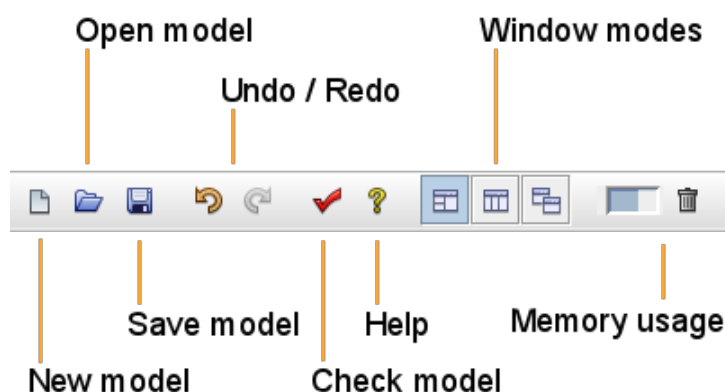 Open model
Window modes
Undo / Redo
Save model
Help
Memory usage
New model
Check model